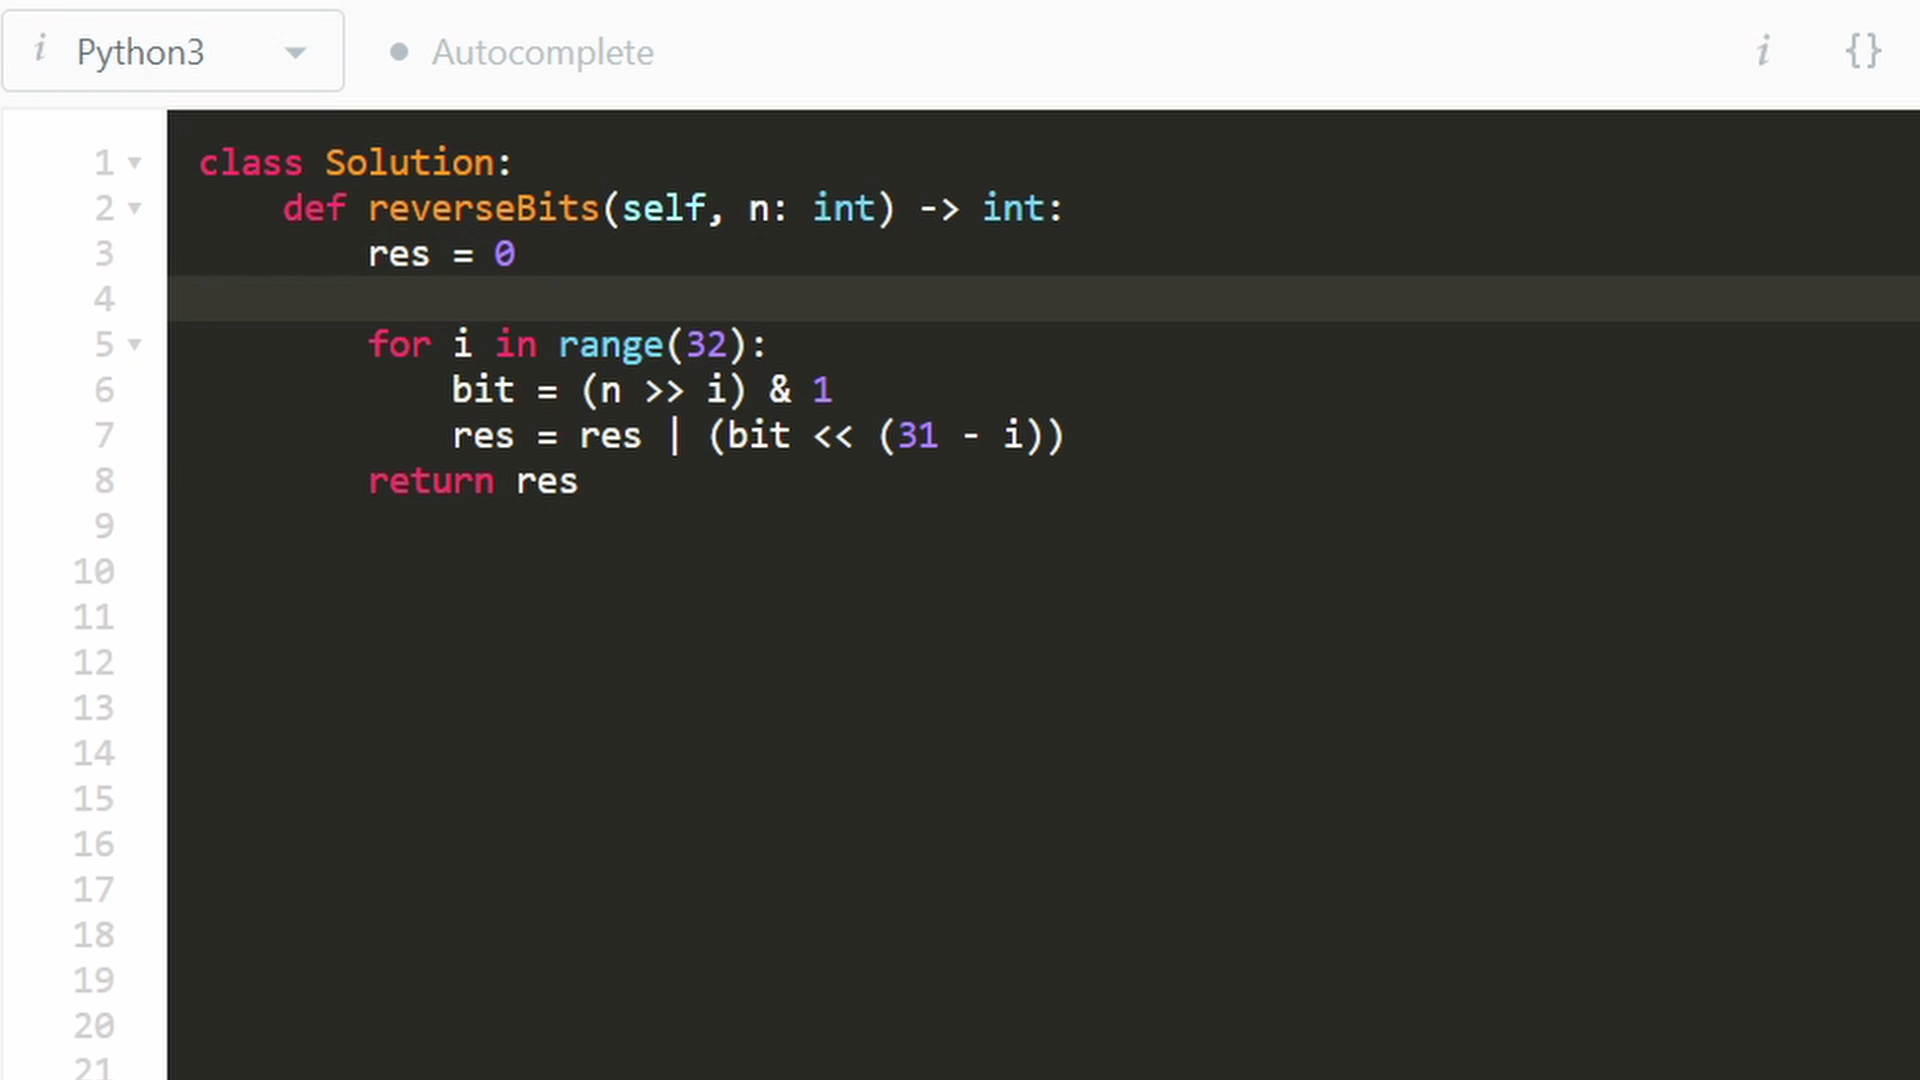 i Python3 Autocomplete i {}
1 class Solution:
2     def reverseBits(self, n: int) -> int:
3         res = 0
4
5         for i in range(32):
6             bit = (n >> i) & 1
7             res = res | (bit << (31 - i))
8         return res
9
10
11
12
13
14
15
16
17
18
19
20
21